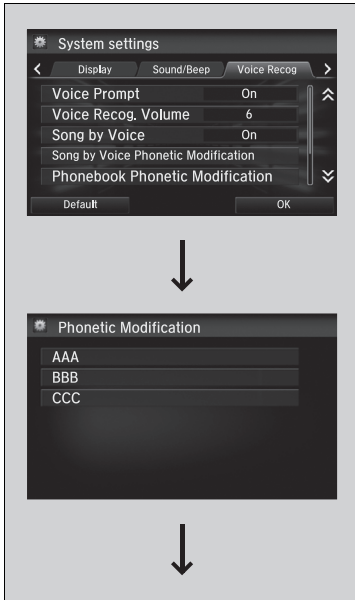 System settings
Display Sound/Beep Voice Recog
Voice Prompt On
Voice Recog. Volume 6
Song by Voice On
Song by Voice Phonetic Modification
Phonebook Phonetic Modification
Default OK
Phonetic Modification
AAA
BBB
CCC